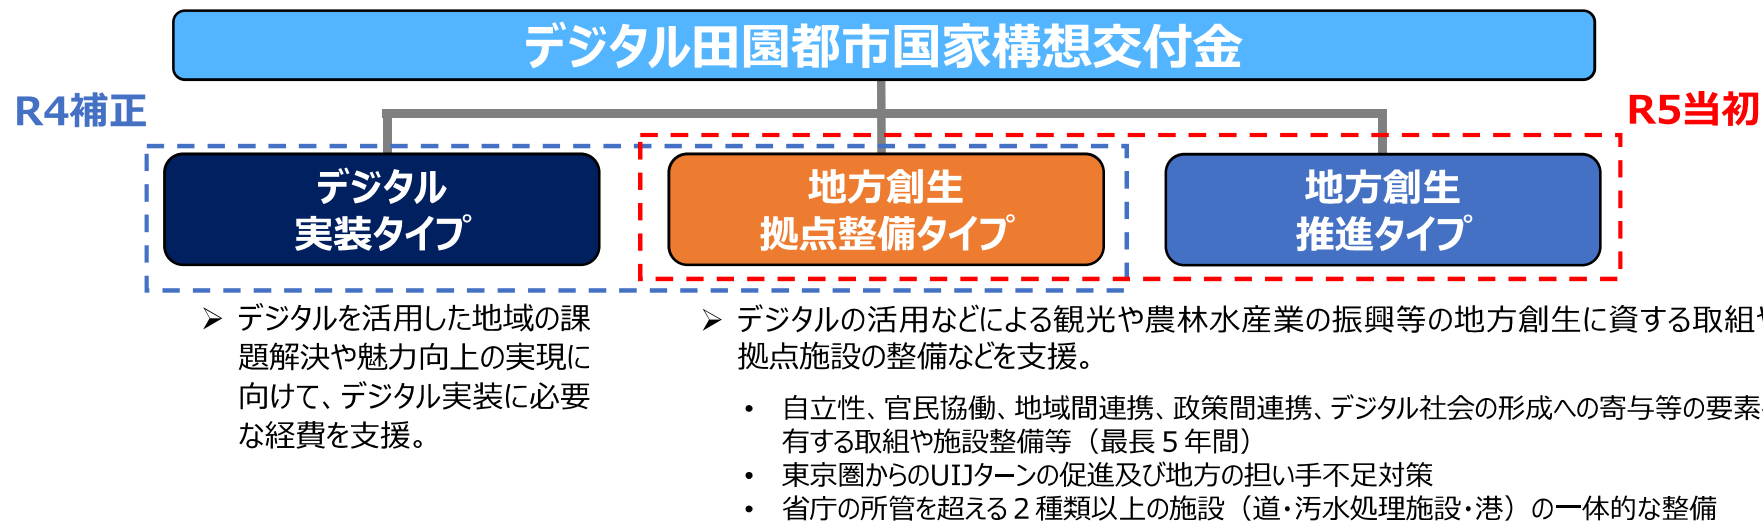 デジタル田園都市国家構想交付金
R4補正
R5当初
デジタル
実装タイプ
地方創生
拠点整備タイプ
地方創生
推進タイプ
➢ デジタルを活用した地域の課
題解決や魅力向上の実現に
向けて、デジタル実装に必要
な経費を支援。
➢ デジタルの活用などによる観光や農林水産業の振興等の地方創生に資する取組や
拠点施設の整備などを支援。
• 自立性、官民協働、地域間連携、政策間連携、デジタル社会の形成への寄与等の要素
有する取組や施設整備等（最長５年間）
• 東京圏からのUIJターンの促進及び地方の担い手不足対策
• 省庁の所管を超える２種類以上の施設（道・汚水処理施設・港）の一体的な整備